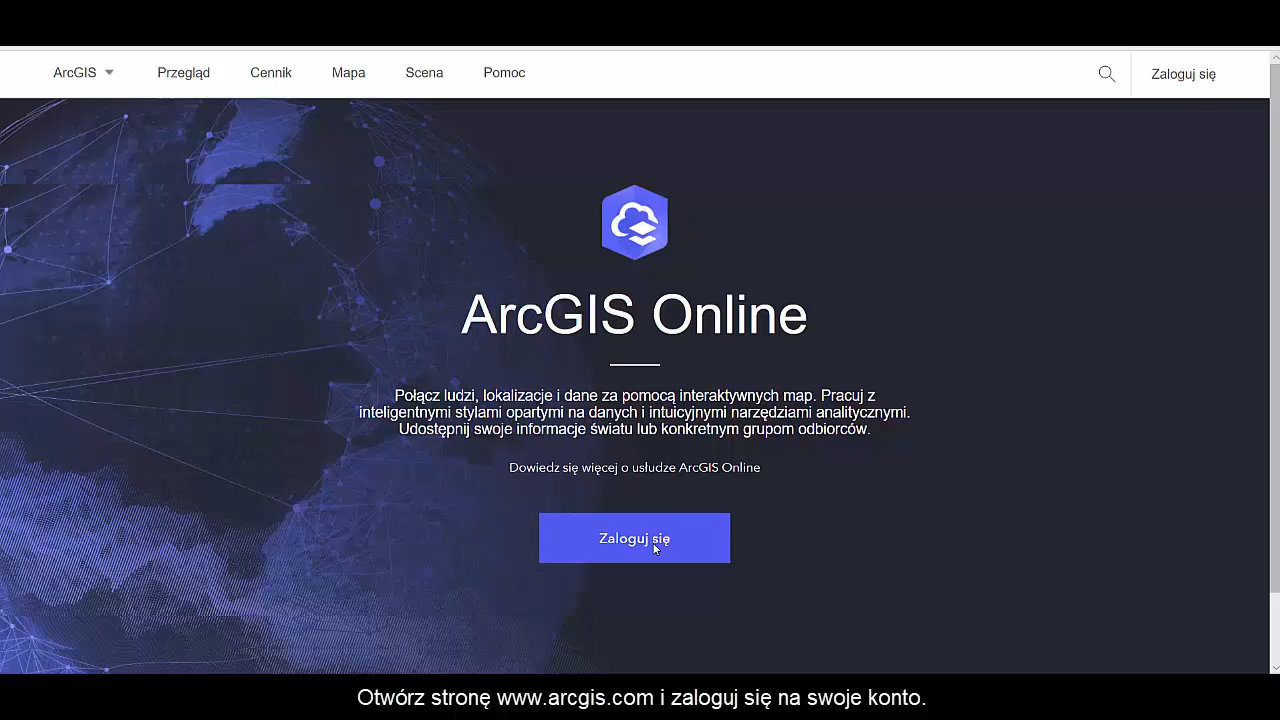 ArcGIS Przegląd Cennik Mapa Scena Pomoc Zaloguj się
ArcGIS Online
Połącz ludzi, lokalizacje i dane za pomocą interaktywnych map. Pracuj z
inteligentnymi stylami opartymi na danych i intuicyjnymi narzędziami analitycznymi.
Udostępnij swoje informacje światu lub konkretnym grupom odbiorców.
Dowiedz się więcej o usłudze ArcGIS Online
Zaloguj się
Otwórz stronę www.arcgis.com i zaloguj się na swoje konto.